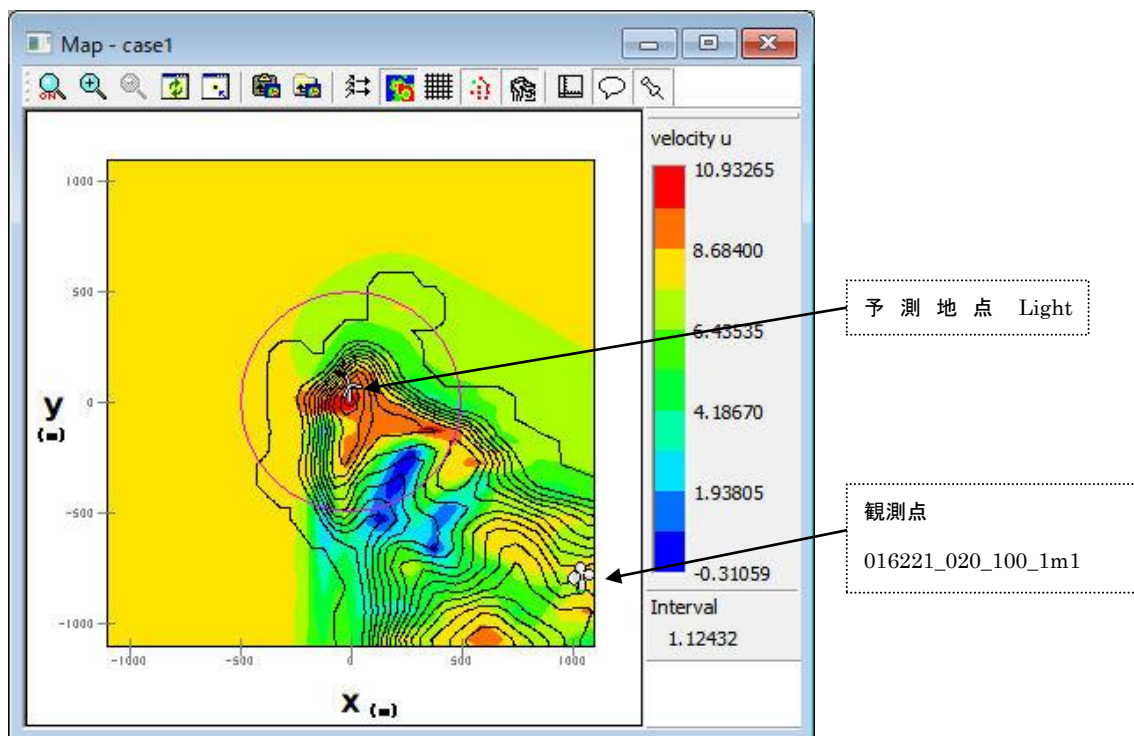 Map - case1
ON
velocity u
10.93265
8.68400
6.43535
4.18670
1.93805
-0.31059
Interval
1.12432
1000
500
0
-500
-1000
y
(m)
-1000
-500
0
500
1000
x (m)
予測地点 Light
観測点
016221_020_100_1m1